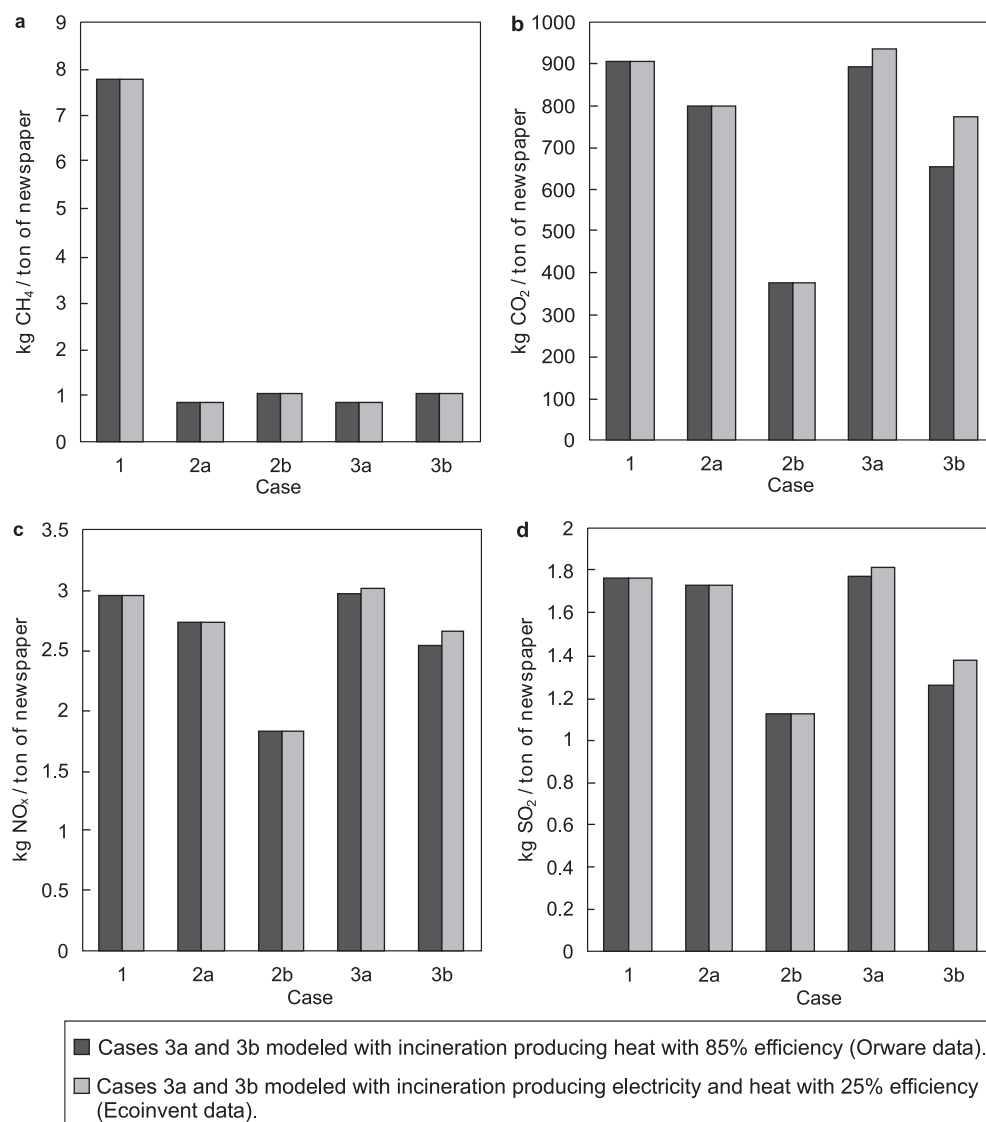 a
kg CH₄ / ton of newspaper
9
8
7
6
5
4
3
2
1
0
1 2a 2b 3a 3b
Case
b
kg CO₂ / ton of newspaper
1000
900
800
700
600
500
400
300
200
100
0
1 2a 2b 3a 3b
Case
c
kg NOₓ / ton of newspaper
3.5
3
2.5
2
1.5
1
0.5
0
1 2a 2b 3a 3b
Case
d
kg SO₂ / ton of newspaper
2
1.8
1.6
1.4
1.2
1
0.8
0.6
0.4
0.2
0
1 2a 2b 3a 3b
Case
Cases 3a and 3b modeled with incineration producing heat with 85% efficiency (Orware data).
Cases 3a and 3b modeled with incineration producing electricity and heat with 25% efficiency
(Ecoinvent data).